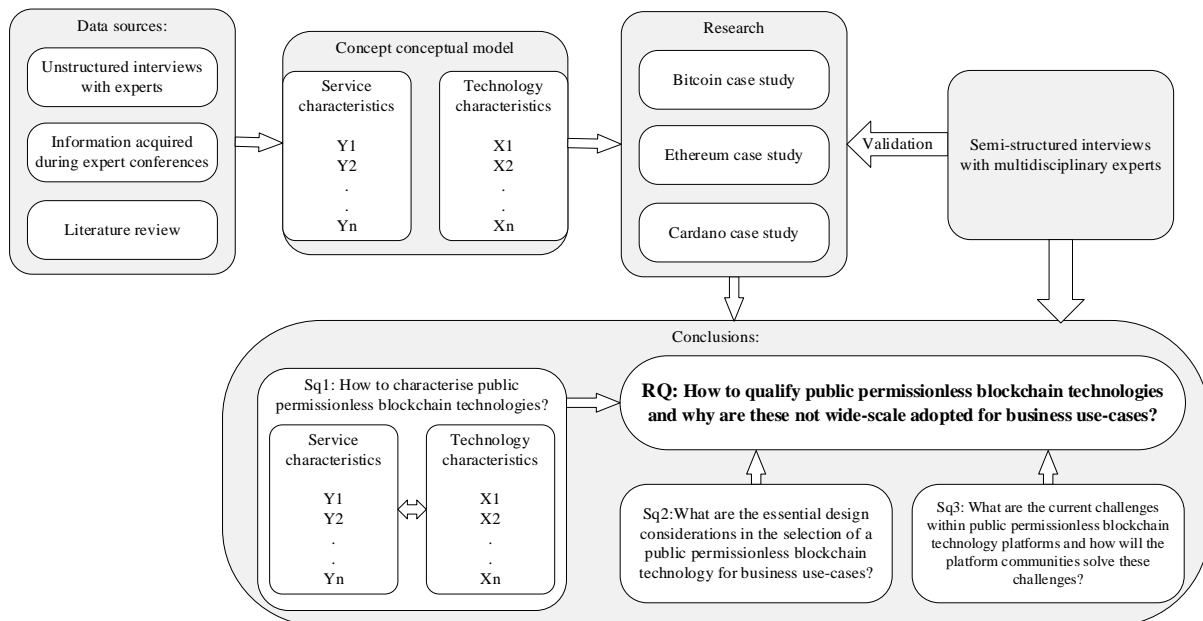 Data sources:
Unstructured interviews
with experts
Information acquired
during expert conferences
Literature review
Concept conceptual model
Service
characteristics
Y1
Y2
.
.
Yn
Technology
characteristics
X1
X2
.
.
Xn
Research
Bitcoin case study
Ethereum case study
Cardano case study
Validation
Semi-structured interviews
with multidisciplinary experts
Conclusions:
Sq1: How to characterise public
permissionless blockchain technologies?
Service
characteristics
Y1
Y2
.
.
Yn
Technology
characteristics
X1
X2
.
.
Xn
RQ: How to qualify public permissionless blockchain technologies
and why are these not wide-scale adopted for business use-cases?
Sq2:What are the essential design
considerations in the selection of a
public permissionless blockchain
technology for business use-cases?
Sq3: What are the current challenges
within public permissionless blockchain
technology platforms and how will the
platform communities solve these
challenges?